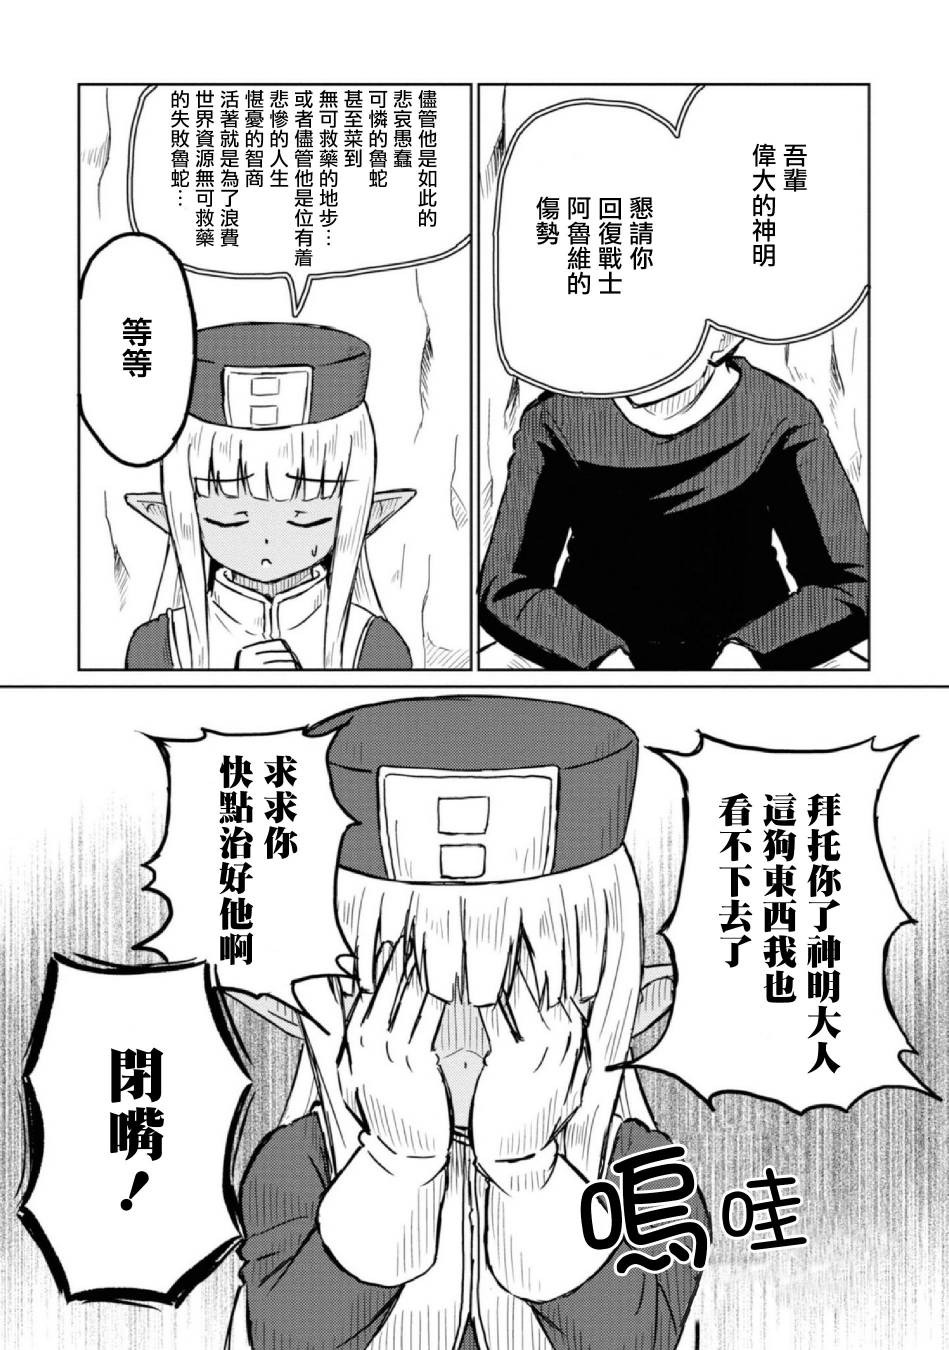 吾輩
偉大的神明
懇請你
回復戰士
阿魯維的
傷勢
儘管他是如此的
悲哀愚蠢
可憐的魯蛇
甚至菜到
無可救藥的地步…
或者儘管他是位有着
悲慘的人生
愖憂的智商
活著就是為了浪費
世界資源無可救藥
的失敗魯蛇…
等等
拜托你了神明大人
這狗東西我也
看不下去了
求求你
快點治好他啊
閉嘴！
嗚哇